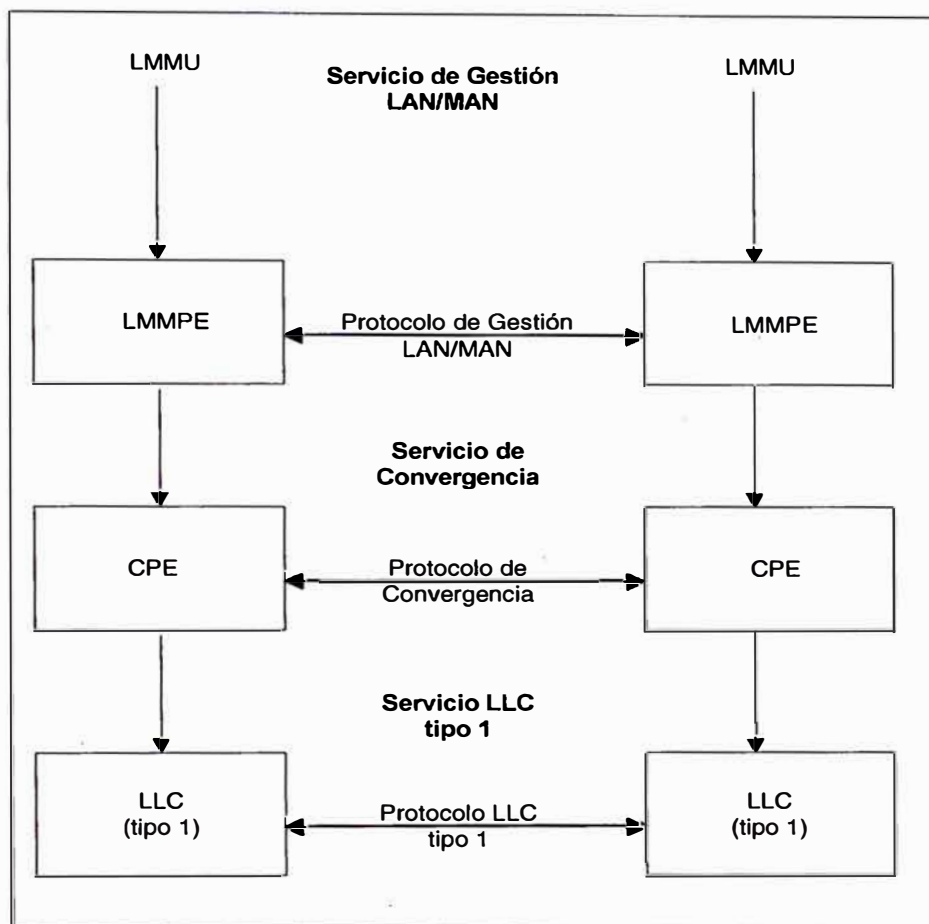 LMMU
Servicio de Gestión
LAN/MAN
LMMU
LMMPE
Protocolo de Gestión
LAN/MAN
LMMPE
Servicio de
Convergencia
CPE
Protocolo de
Convergencia
CPE
Servicio LLC
tipo 1
LLC
(tipo 1)
Protocolo LLC
tipo 1
LLC
(tipo 1)